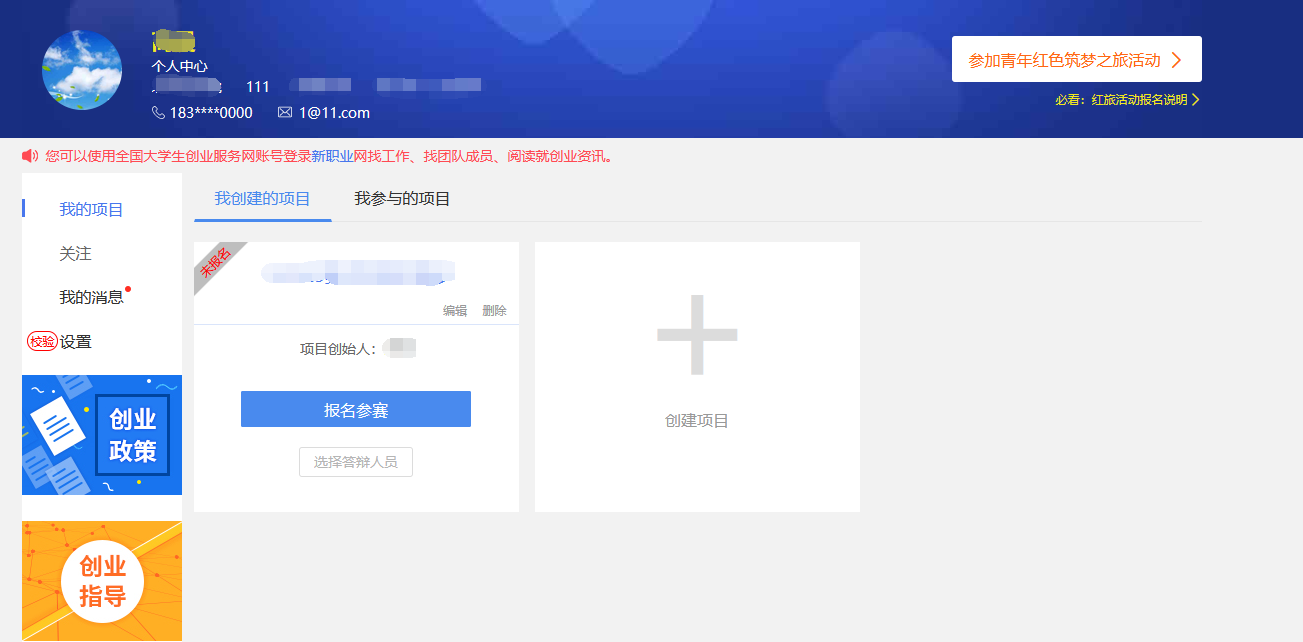 个人中心
111
183****0000 1@11.com
参加青年红色筑梦之旅活动
必看：红旅活动报名说明
您可以使用全国大学生创业服务网账号登录新职业网找工作、找团队成员、阅读就创业资讯。
我的项目
关注
我的消息
校验 设置
创业
政策
创业
指导
我创建的项目 我参与的项目
未报名
编辑 删除
项目创始人：
报名参赛
选择答辩人员
创建项目